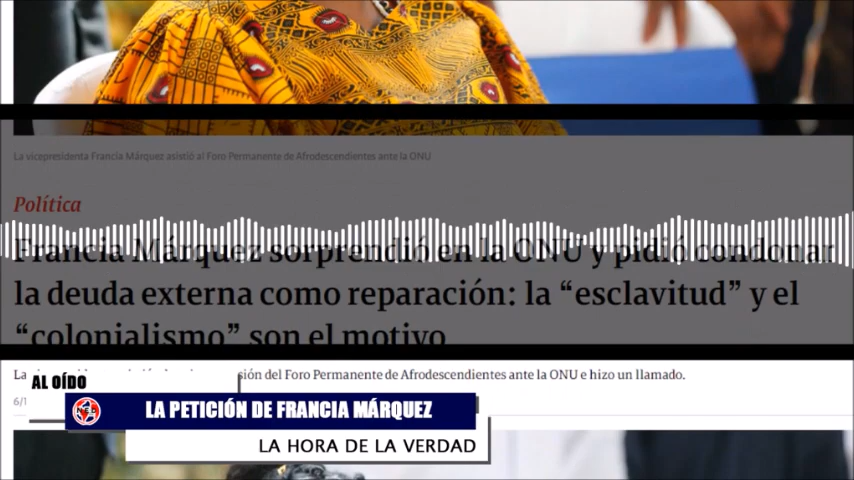 La vicepresidenta Francia Márquez asistió al Foro Permanente de Afrodescendientes ante la ONU
Política
Francia Márquez sorprendió en la ONU y pidió condonar
la deuda externa como reparación: la “esclavitud” y el
“colonialismo” son el motivo
La sión del Foro Permanente de Afrodescendientes ante la ONU e hizo un llamado.
AL OÍDO
6/1
LA PETICIÓN DE FRANCIA MÁRQUEZ
LA HORA DE LA VERDAD